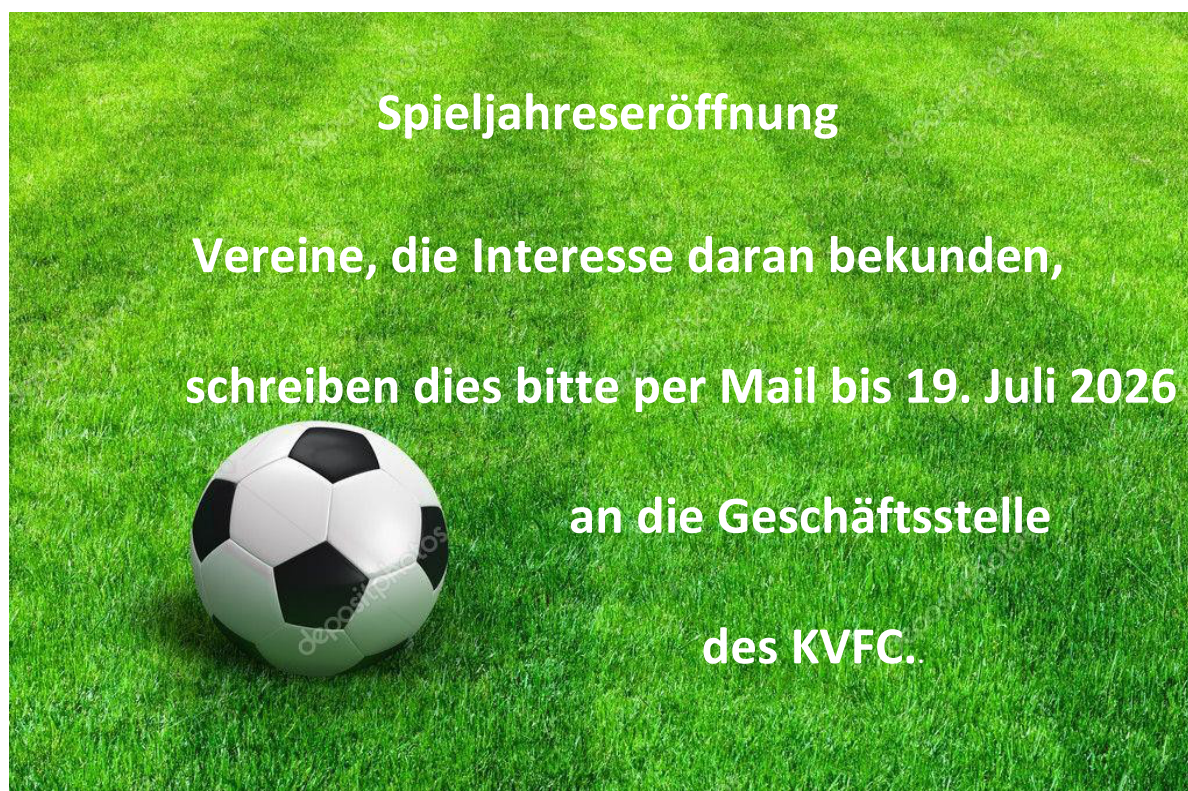 Spieljahreseröffnung
Vereine, die Interesse daran bekunden,
schreiben dies bitte per Mail bis 19. Juli 2026
an die Geschäftsstelle
des KVFC..
depositphotos